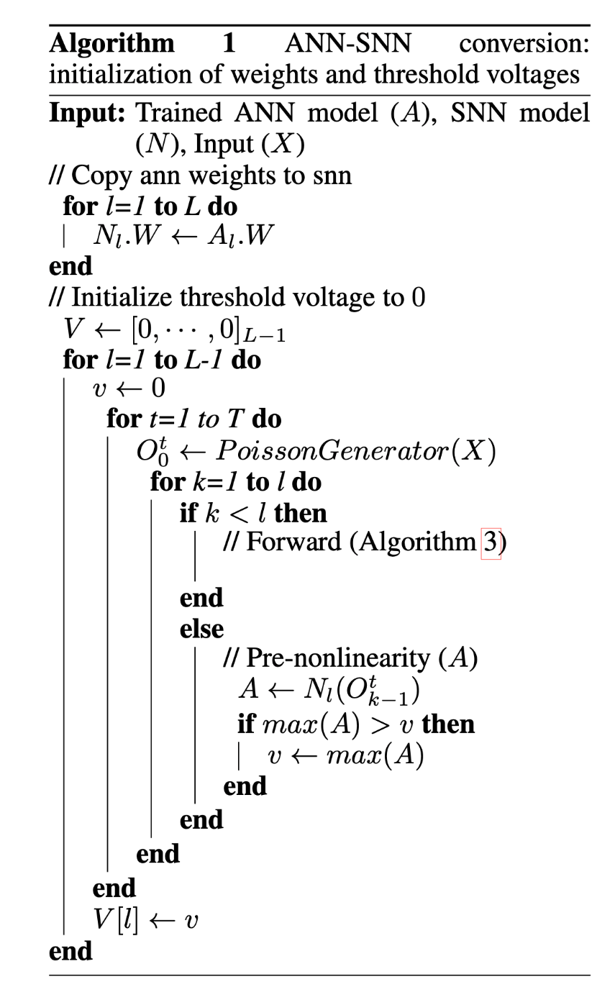 Algorithm 1 ANN-SNN conversion:
initialization of weights and threshold voltages
Input: Trained ANN model (A), SNN model
(N), Input (X)
// Copy ann weights to snn
for l=1 to L do
N_l.W ← A_l.W
end
// Initialize threshold voltage to 0
V ← [0, ⋯ , 0]_{L−1}
for l=1 to L-1 do
v ← 0
for t=1 to T do
O_0^t ← PoissonGenerator(X)
for k=1 to l do
if k < l then
// Forward (Algorithm 3)
end
else
// Pre-nonlinearity (A)
A ← N_l(O_{k−1}^t)
if max(A) > v then
v ← max(A)
end
end
end
end
V[l] ← v
end